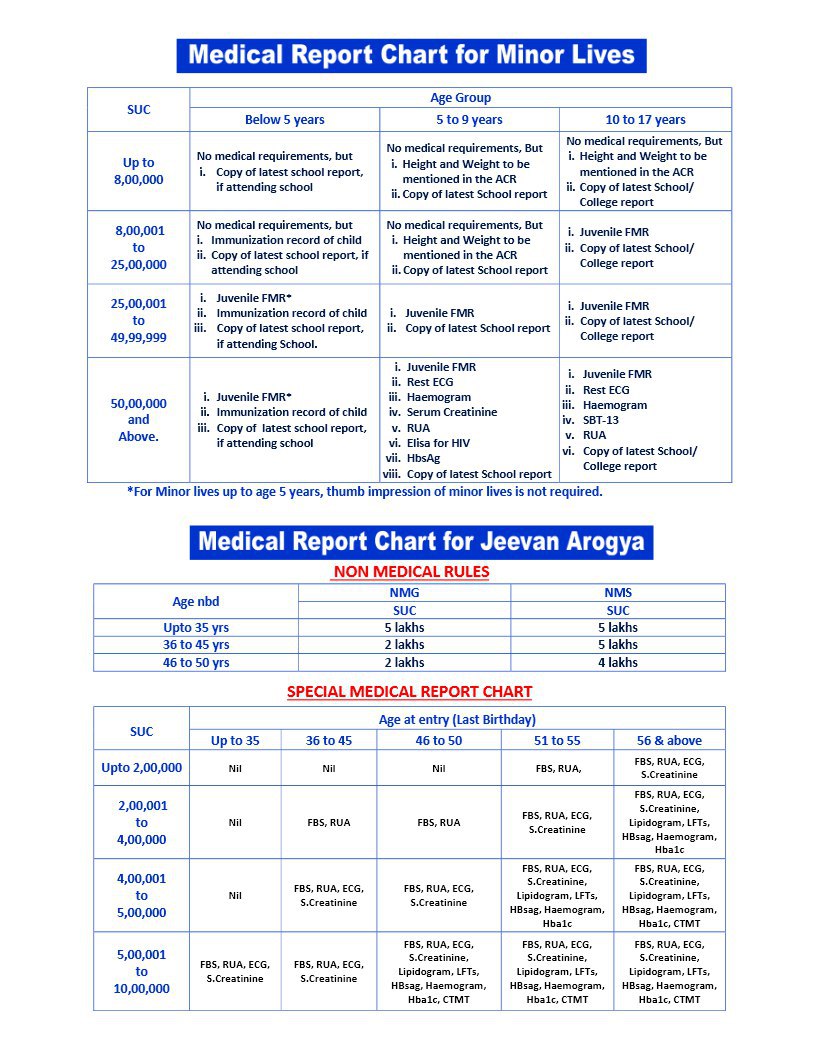 Medical Report Chart for Minor Lives
SUC
Age Group
Below 5 years
5 to 9 years
10 to 17 years
Up to
8,00,000
No medical requirements, but
i. Copy of latest school report,
if attending school
No medical requirements, But
i. Height and Weight to be
mentioned in the ACR
ii. Copy of latest School report
No medical requirements, But
i. Height and Weight to be
mentioned in the ACR
ii. Copy of latest School/
College report
8,00,001
to
25,00,000
No medical requirements, but
i. Immunization record of child
ii. Copy of latest school report, if
attending school
No medical requirements, But
i. Height and Weight to be
mentioned in the ACR
ii. Copy of latest School report
i. Juvenile FMR
ii. Copy of latest School/
College report
25,00,001
to
49,99,999
i. Juvenile FMR*
ii. Immunization record of child
iii. Copy of latest school report,
if attending School.
i. Juvenile FMR
ii. Copy of latest School report
i. Juvenile FMR
ii. Copy of latest School/
College report
50,00,000
and
Above.
i. Juvenile FMR*
ii. Immunization record of child
iii. Copy of latest school report,
if attending school
i. Juvenile FMR
ii. Rest ECG
iii. Haemogram
iv. Serum Creatinine
v. RUA
vi. Elisa for HIV
vii. HbsAg
viii. Copy of latest School report
i. Juvenile FMR
ii. Rest ECG
iii. Haemogram
iv. SBT-13
v. RUA
vi. Copy of latest School/
College report
*For Minor lives up to age 5 years, thumb impression of minor lives is not required.
Medical Report Chart for Jeevan Arogya
NON MEDICAL RULES
Age nbd
NMG
NMS
SUC
SUC
Upto 35 yrs
5 lakhs
5 lakhs
36 to 45 yrs
2 lakhs
5 lakhs
46 to 50 yrs
2 lakhs
4 lakhs
SPECIAL MEDICAL REPORT CHART
SUC
Age at entry (Last Birthday)
Up to 35
36 to 45
46 to 50
51 to 55
56 & above
Upto 2,00,000
Nil
Nil
Nil
FBS, RUA,
FBS, RUA, ECG,
S.Creatinine
2,00,001
to
4,00,000
Nil
FBS, RUA
FBS, RUA
FBS, RUA, ECG,
S.Creatinine
FBS, RUA, ECG,
S.Creatinine,
Lipidogram, LFTs,
HBsag, Haemogram,
Hba1c
4,00,001
to
5,00,000
Nil
FBS, RUA, ECG,
S.Creatinine
FBS, RUA, ECG,
S.Creatinine
FBS, RUA, ECG,
S.Creatinine,
Lipidogram, LFTs,
HBsag, Haemogram,
Hba1c
FBS, RUA, ECG,
S.Creatinine,
Lipidogram, LFTs,
HBsag, Haemogram,
Hba1c, CTMT
5,00,001
to
10,00,000
FBS, RUA, ECG,
S.Creatinine
FBS, RUA, ECG,
S.Creatinine
FBS, RUA, ECG,
S.Creatinine,
Lipidogram, LFTs,
HBsag, Haemogram,
Hba1c, CTMT
FBS, RUA, ECG,
S.Creatinine,
Lipidogram, LFTs,
HBsag, Haemogram,
Hba1c, CTMT
FBS, RUA, ECG,
S.Creatinine,
Lipidogram, LFTs,
HBsag, Haemogram,
Hba1c, CTMT